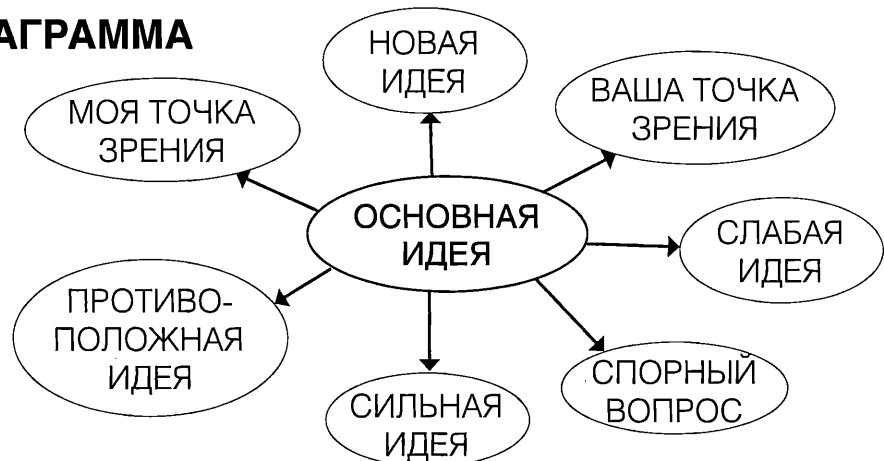 АГРАММА
НОВАЯ
ИДЕЯ
ВАША ТОЧКА
ЗРЕНИЯ
МОЯ ТОЧКА
ЗРЕНИЯ
ОСНОВНАЯ
ИДЕЯ
СЛАБАЯ
ИДЕЯ
ПРОТИВО-
ПОЛОЖНАЯ
ИДЕЯ
СПОРНЫЙ
ВОПРОС
СИЛЬНАЯ
ИДЕЯ